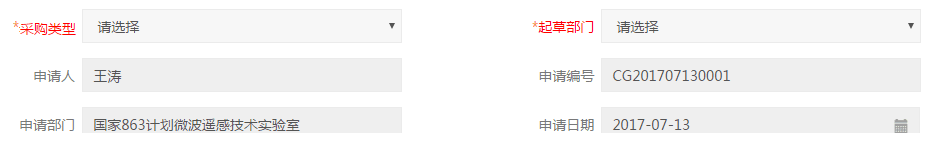 *采购类型 请选择 *起草部门 请选择
申请人 王涛 申请编号 CG201707130001
申请部门 国家863计划微波遥感技术实验室 申请日期 2017-07-13